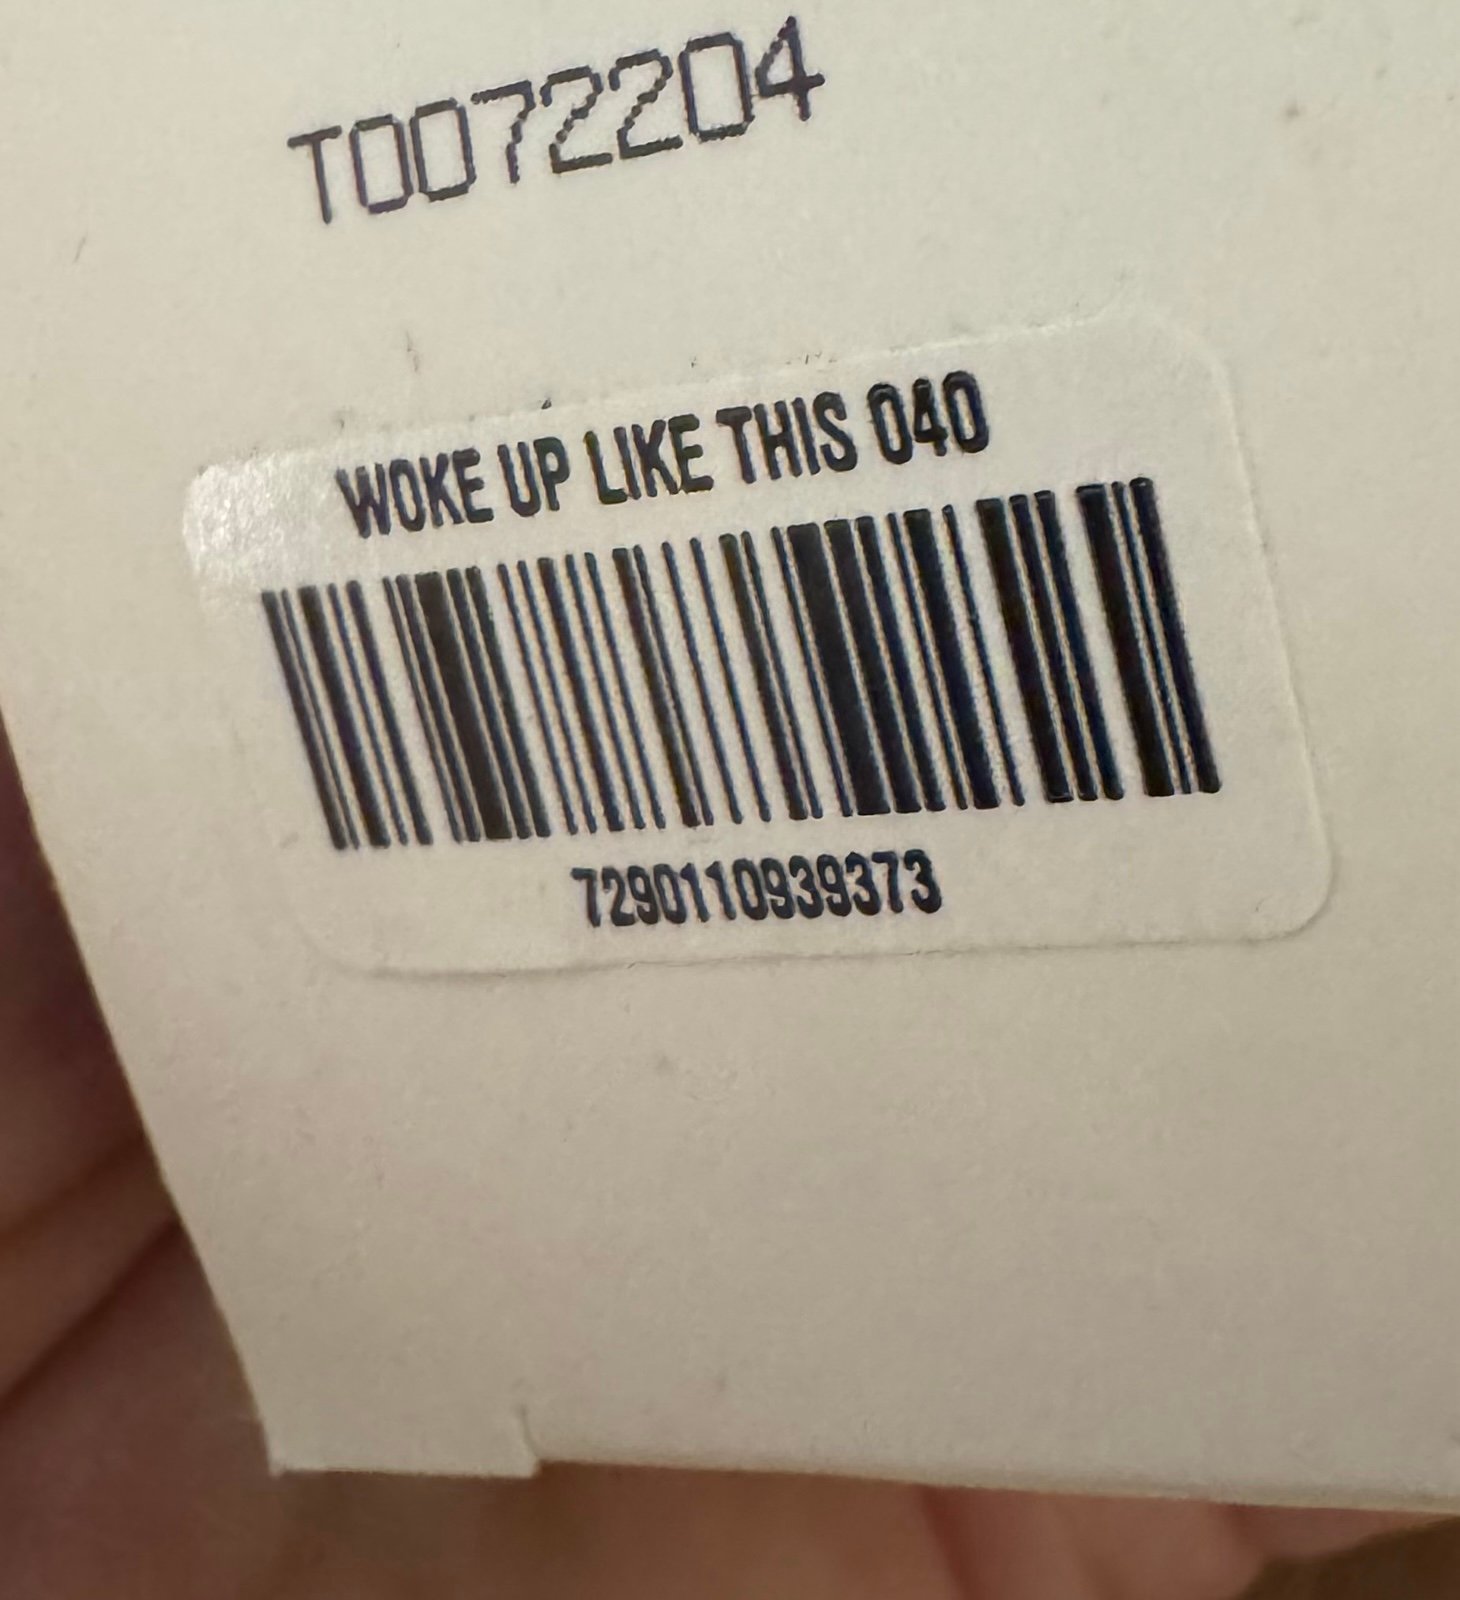 T0072204
WOKE UP LIKE THIS 040
7290110939373